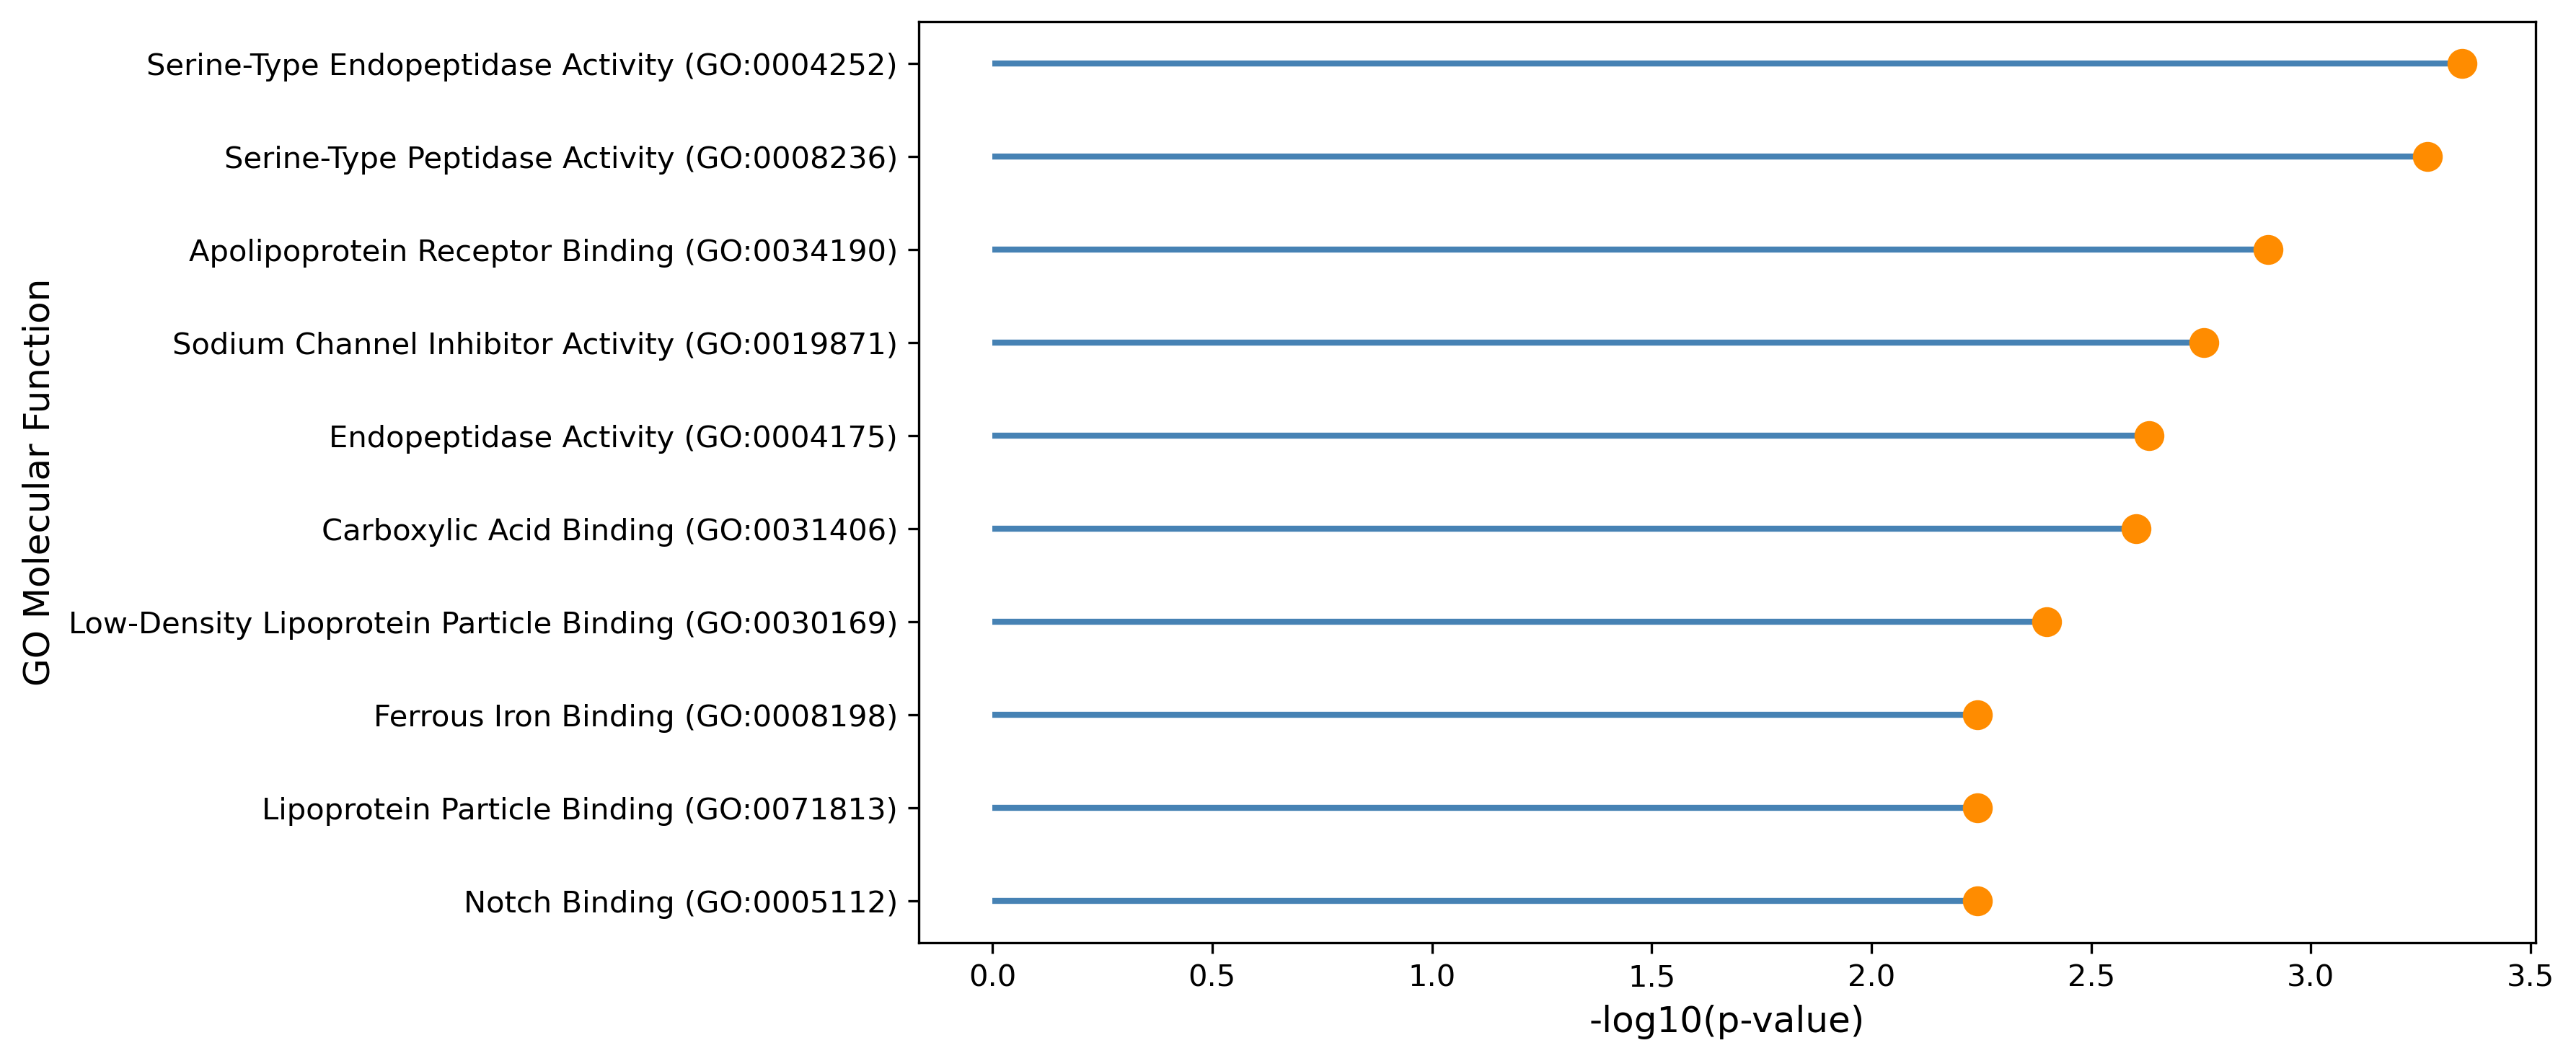 Serine-Type Endopeptidase Activity (GO:0004252)
Serine-Type Peptidase Activity (GO:0008236)
Apolipoprotein Receptor Binding (GO:0034190)
Sodium Channel Inhibitor Activity (GO:0019871)
Endopeptidase Activity (GO:0004175)
Carboxylic Acid Binding (GO:0031406)
Low-Density Lipoprotein Particle Binding (GO:0030169)
Ferrous Iron Binding (GO:0008198)
Lipoprotein Particle Binding (GO:0071813)
Notch Binding (GO:0005112)
GO Molecular Function
0.0 0.5 1.0 1.5 2.0 2.5 3.0 3.5
-log10(p-value)